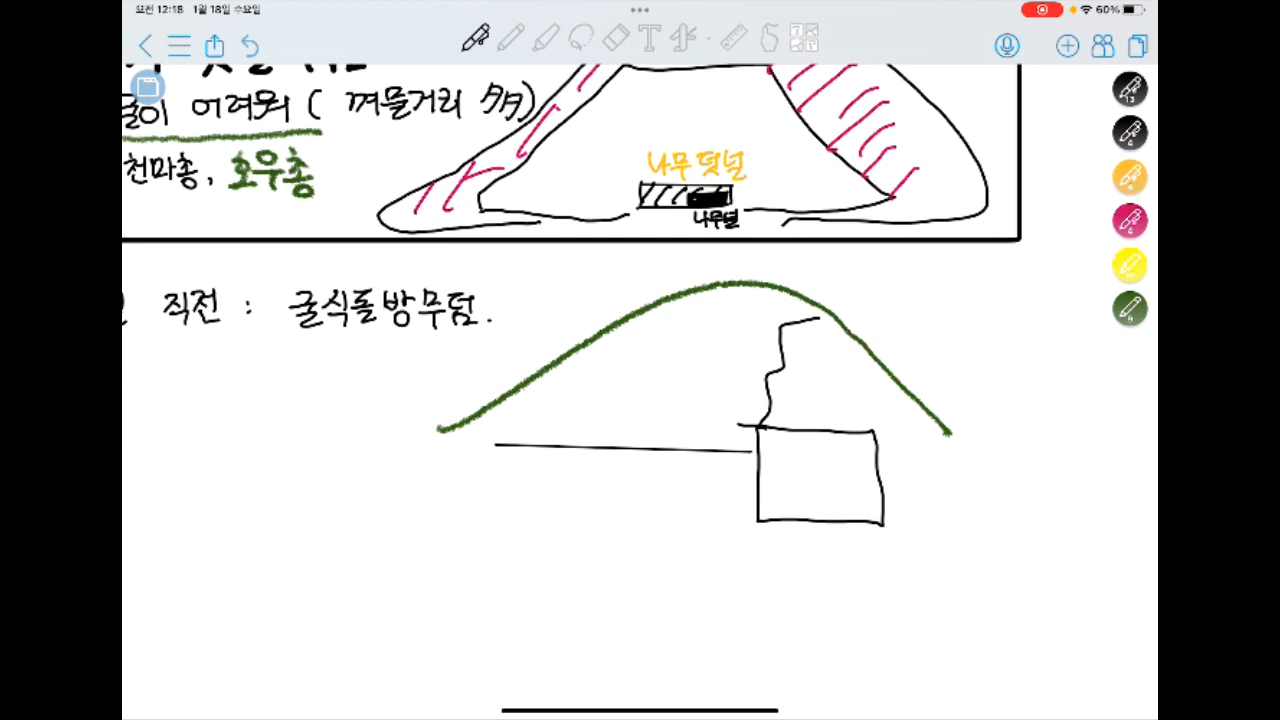 오전 12:18 1월 18일 수요일
60%
어려워 ( 껴묻거리 多)
천마총, 호우총
나무 덧널
나무널
직전 : 굴식돌방무덤.